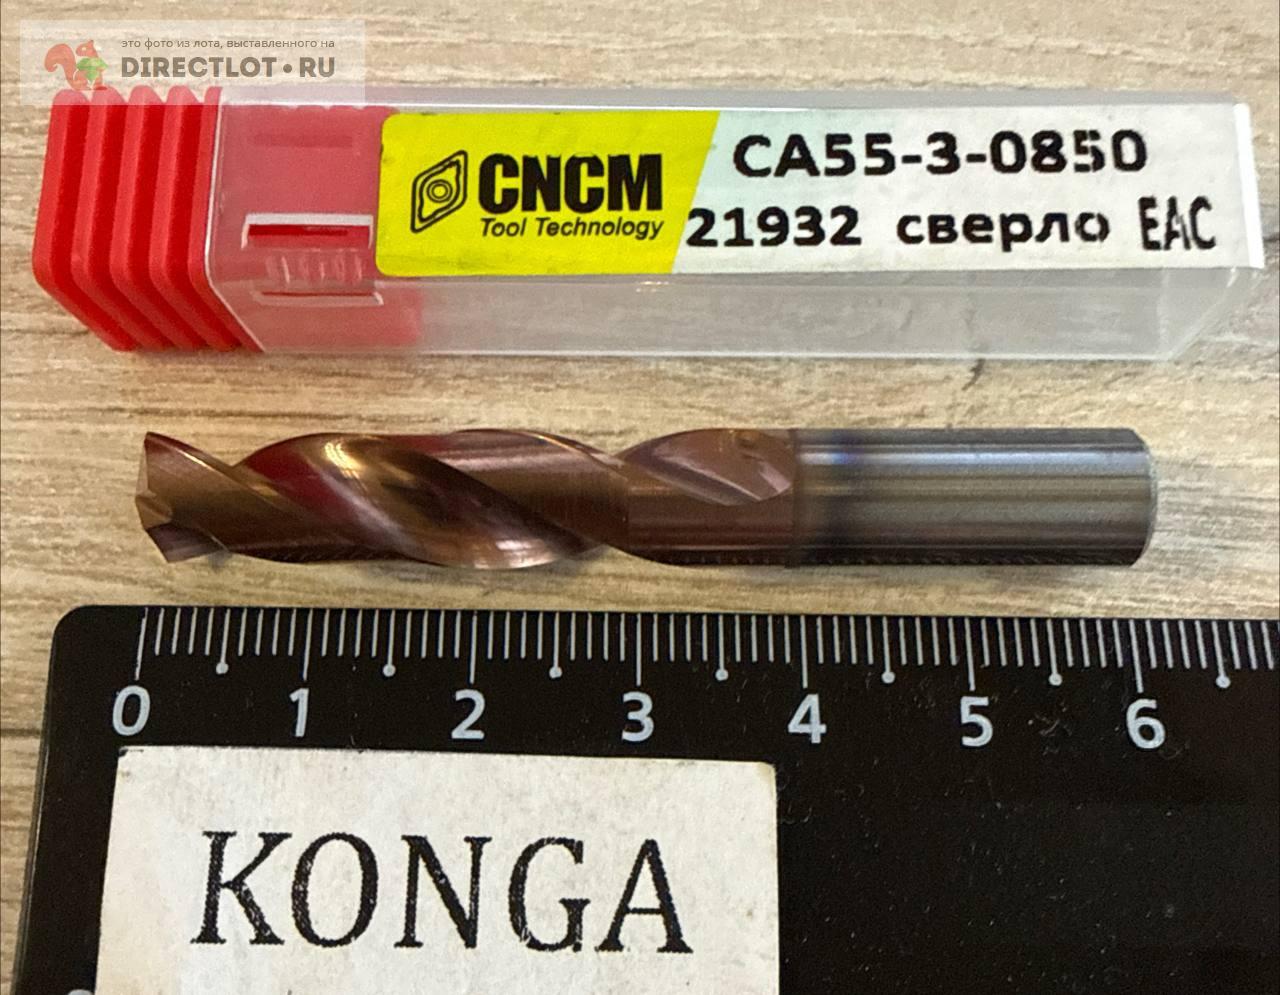 это фото из лота, выставленного на
DIRECTLOT•RU
CNCM
Tool Technology
CA55-3-0850
21932 сверло EAC
0 1 2 3 4 5 6
KONGA